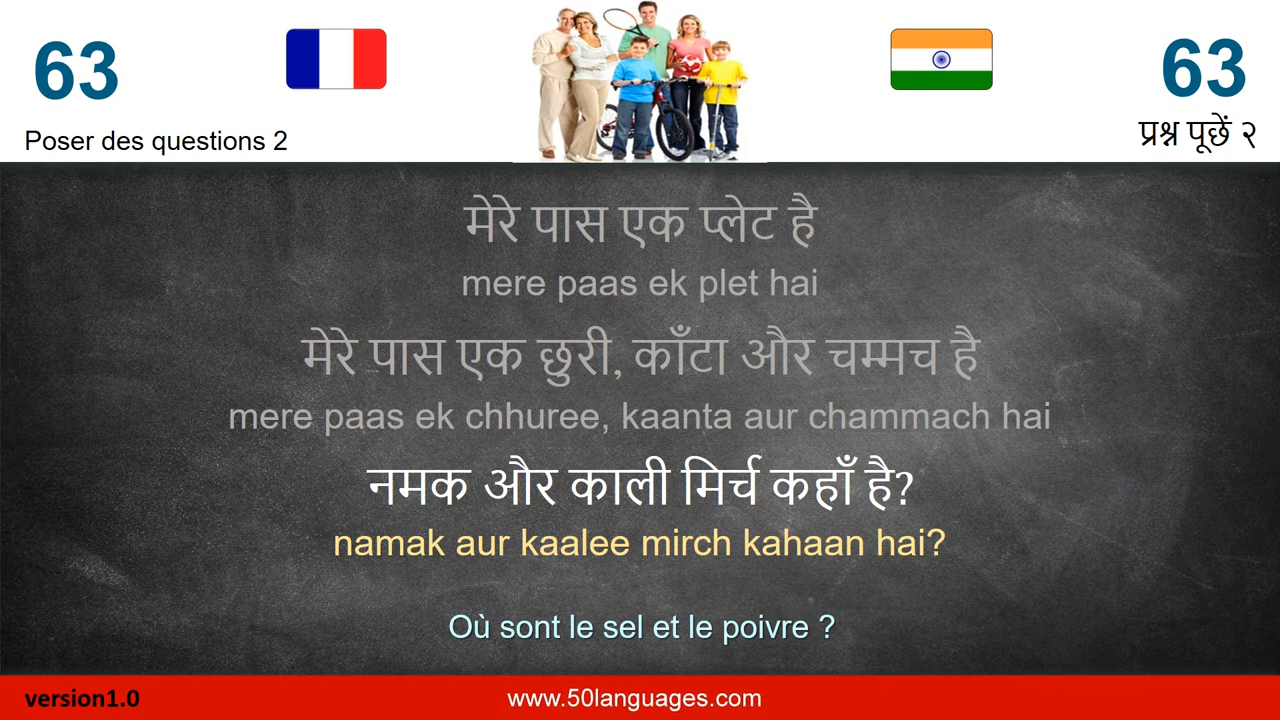 63
63
Poser des questions 2
प्रश्न पूछें २
मेरे पास एक प्लेट है
mere paas ek plet hai
मेरे पास एक छुरी, काँटा और चम्मच है
mere paas ek chhuree, kaanta aur chammach hai
नमक और काली मिर्च कहाँ है?
namak aur kaalee mirch kahaan hai?
Où sont le sel et le poivre ?
version1.0
www.50languages.com